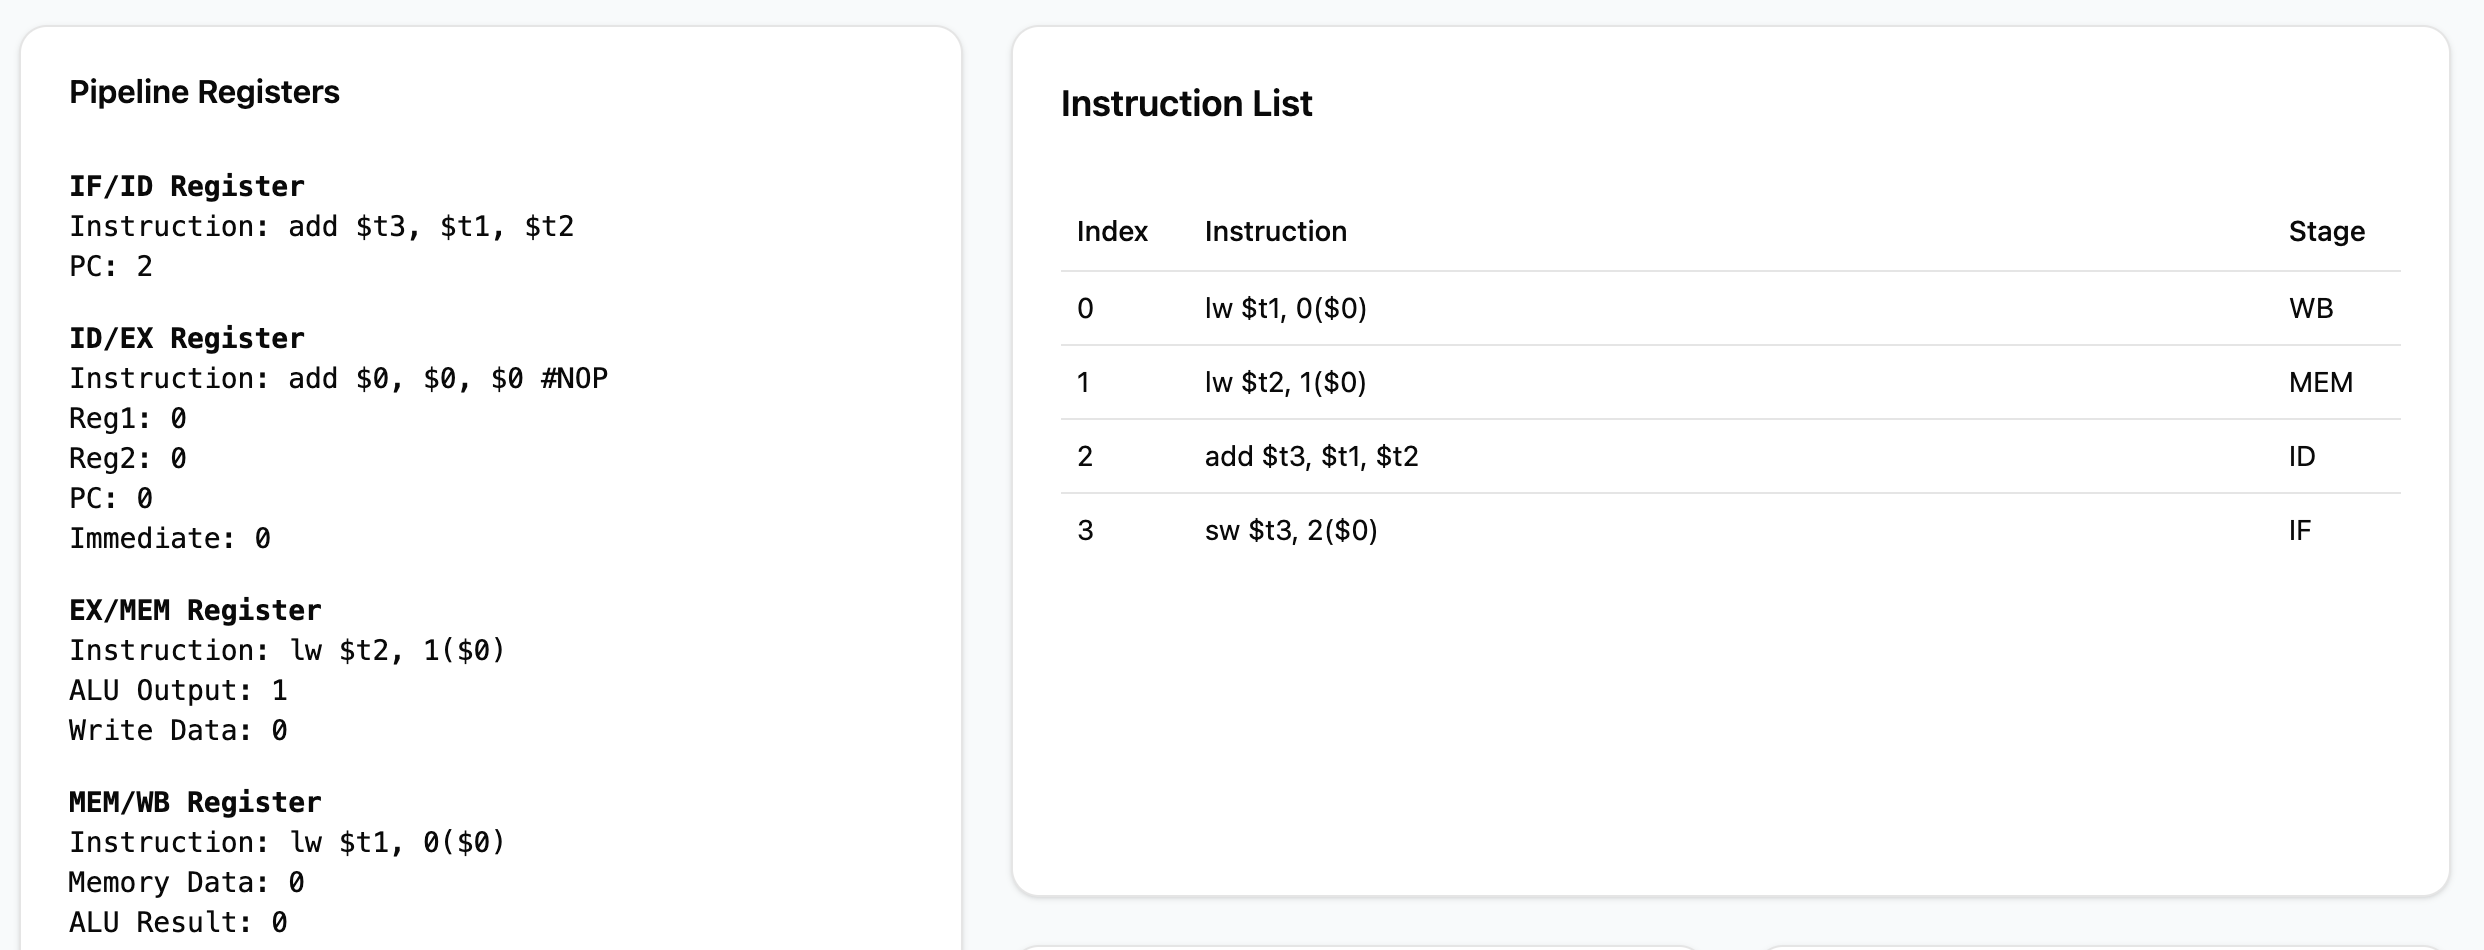 Pipeline Registers
IF/ID Register
Instruction: add $t3, $t1, $t2
PC: 2
ID/EX Register
Instruction: add $0, $0, $0 #NOP
Reg1: 0
Reg2: 0
PC: 0
Immediate: 0
EX/MEM Register
Instruction: lw $t2, 1($0)
ALU Output: 1
Write Data: 0
MEM/WB Register
Instruction: lw $t1, 0($0)
Memory Data: 0
ALU Result: 0
Instruction List
Index Instruction Stage
0 lw $t1, 0($0) WB
1 lw $t2, 1($0) MEM
2 add $t3, $t1, $t2 ID
3 sw $t3, 2($0) IF